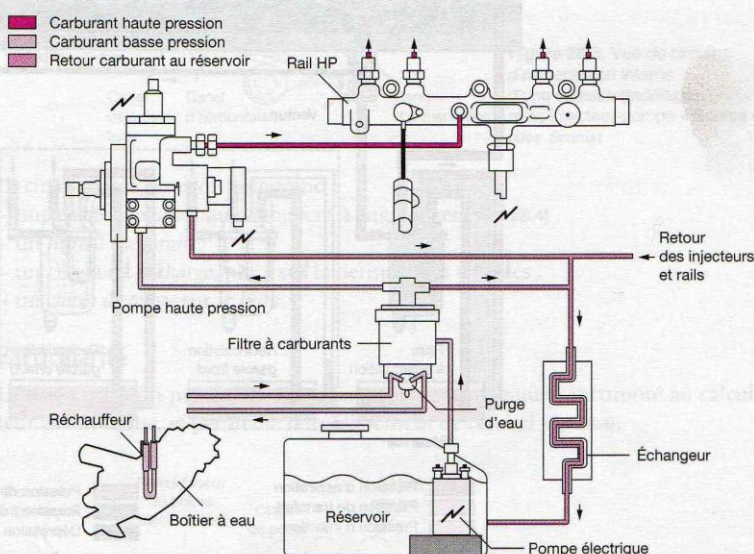 Carburant haute pression
Carburant basse pression
Retour carburant au réservoir
Rail HP
Retour
des injecteurs
et rails
Pompe haute pression
Filtre à carburants
Purge
d'eau
Réchauffeur
Échangeur
Boîtier à eau
Réservoir
Pompe électrique